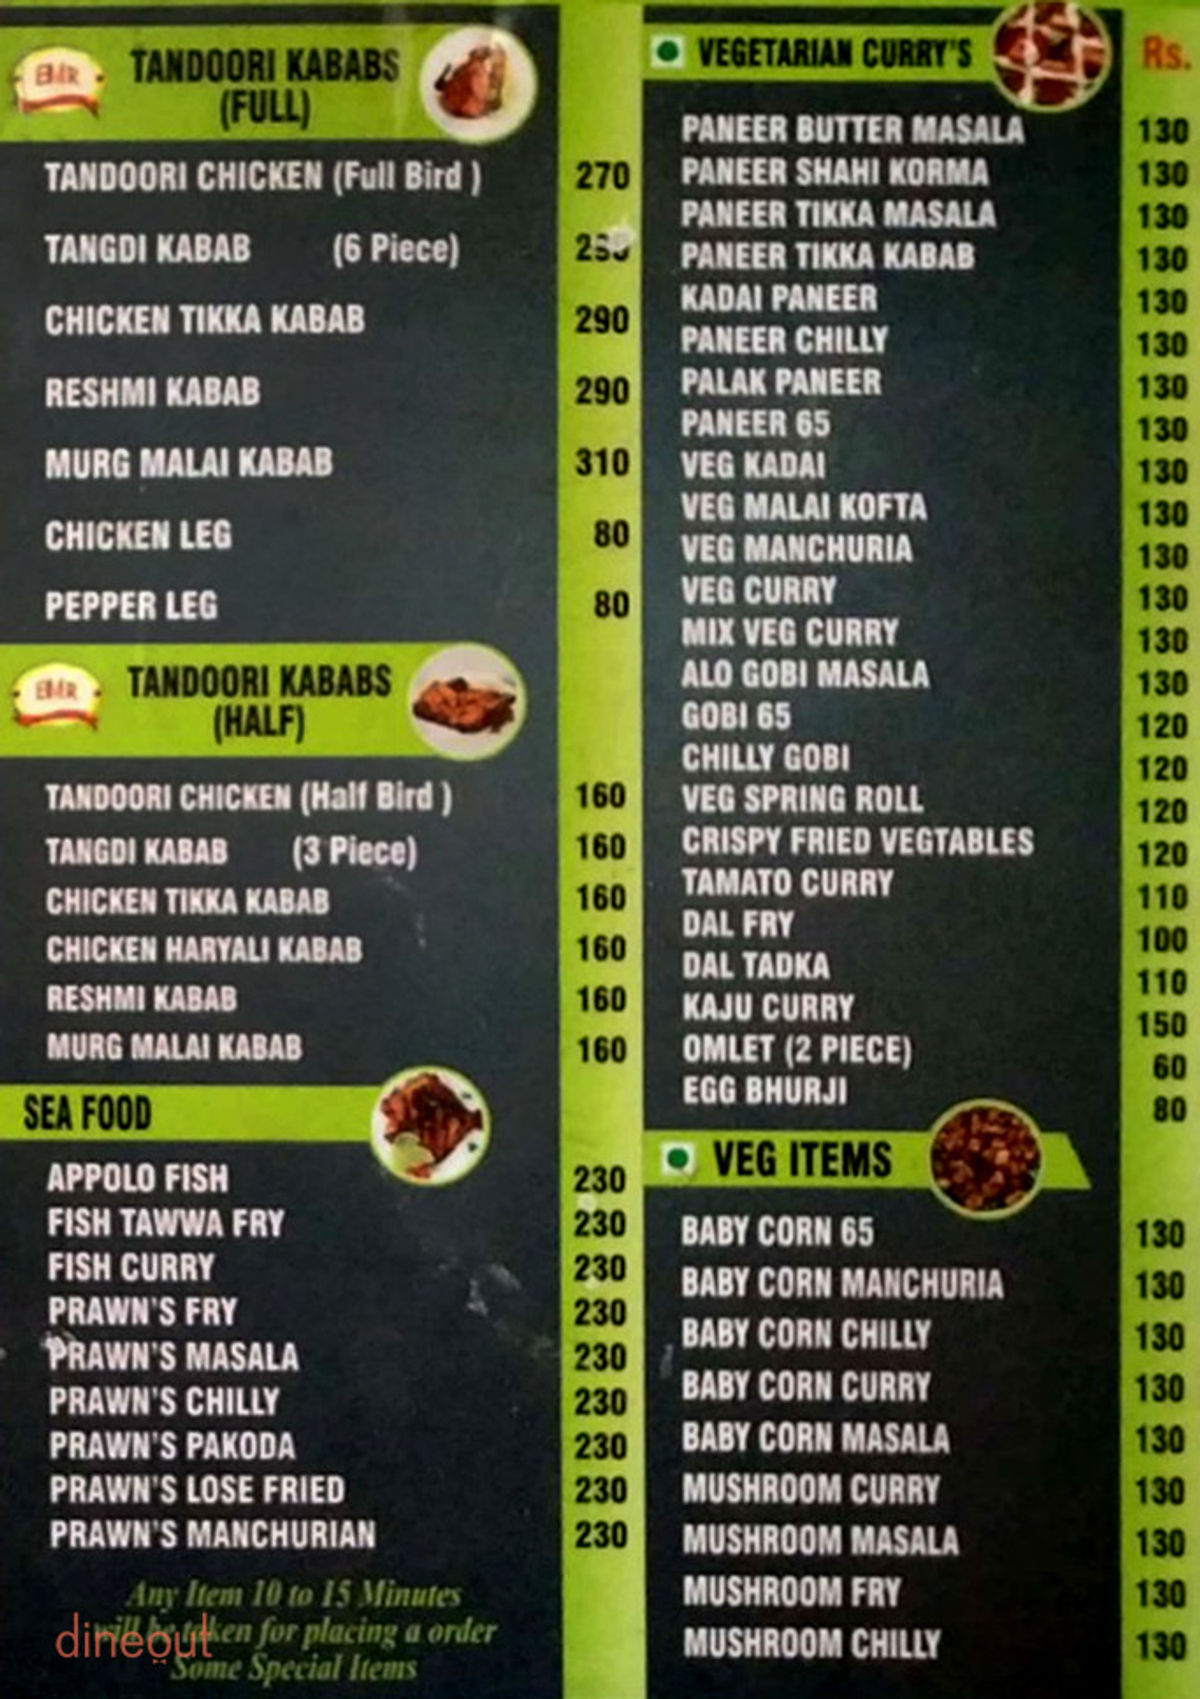 EMR
TANDOORI KABABS
(FULL)
TANDOORI CHICKEN (Full Bird ) 270
TANGDI KABAB (6 Piece)
CHICKEN TIKKA KABAB 290
RESHMI KABAB 290
MURG MALAI KABAB 310
CHICKEN LEG 80
PEPPER LEG 80
EMR
TANDOORI KABABS
(HALF)
TANDOORI CHICKEN (Half Bird ) 160
TANGDI KABAB (3 Piece) 160
CHICKEN TIKKA KABAB 160
CHICKEN HARYALI KABAB 160
RESHMI KABAB 160
MURG MALAI KABAB 160
SEA FOOD
APPOLO FISH 230
FISH TAWWA FRY 230
FISH CURRY 230
PRAWN'S FRY 230
PRAWN'S MASALA 230
PRAWN'S CHILLY 230
PRAWN'S PAKODA 230
PRAWN'S LOSE FRIED 230
PRAWN'S MANCHURIAN 230
Any Item 10 to 15 Minutes
will be taken for placing a order
Some Special Items
dineout
VEGETARIAN CURRY'S Rs.
PANEER BUTTER MASALA 130
PANEER SHAHI KORMA 130
PANEER TIKKA MASALA 130
PANEER TIKKA KABAB 130
KADAI PANEER 130
PANEER CHILLY 130
PALAK PANEER 130
PANEER 65 130
VEG KADAI 130
VEG MALAI KOFTA 130
VEG MANCHURIA 130
VEG CURRY 130
MIX VEG CURRY 130
ALO GOBI MASALA 130
GOBI 65 120
CHILLY GOBI 120
VEG SPRING ROLL 120
CRISPY FRIED VEGTABLES 120
TAMATO CURRY 110
DAL FRY 100
DAL TADKA 110
KAJU CURRY 150
OMLET (2 PIECE) 60
EGG BHURJI 80
VEG ITEMS
BABY CORN 65 130
BABY CORN MANCHURIA 130
BABY CORN CHILLY 130
BABY CORN CURRY 130
BABY CORN MASALA 130
MUSHROOM CURRY 130
MUSHROOM MASALA 130
MUSHROOM FRY 130
MUSHROOM CHILLY 130